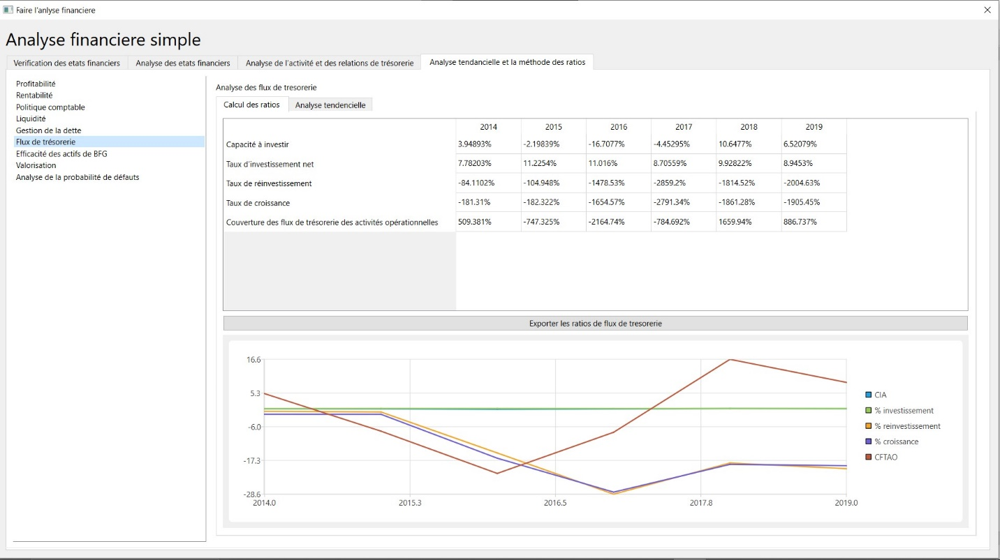 Faire l'anlyse financiere
Analyse financiere simple
Verification des etats financiers Analyse des etats financiers Analyse de l'activité et des relations de trésorerie Analyse tendancielle et la méthode des ratios
Profitabilité
Rentabilité
Politique comptable
Liquidité
Gestion de la dette
Flux de trésorerie
Efficacité des actifs de BFG
Valorisation
Analyse de la probabilité de défauts
Analyse des flux de tresorerie
Calcul des ratios Analyse tendencielle
2014 2015 2016 2017 2018 2019
Capacité à investir 3.94893% -2.19839% -16.7077% -4.45295% 10.6477% 6.52079%
Taux d'investissement net 7.78203% 11.2254% 11.016% 8.70559% 9.92822% 8.9453%
Taux de réinvestissement -84.1102% -104.948% -1478.53% -2859.2% -1814.52% -2004.63%
Taux de croissance -181.31% -182.322% -1654.57% -2791.34% -1861.28% -1905.45%
Couverture des flux de trésorerie des activités opérationnelles 509.381% -747.325% -2164.74% -784.692% 1659.94% 886.737%
Exporter les ratios de flux de tresorerie
16.6
5.3
-6.0
-17.3
-28.6
2014.0 2015.3 2016.5 2017.8 2019.0
CIA
% investissement
% reinvestissement
% croissance
CFTAO